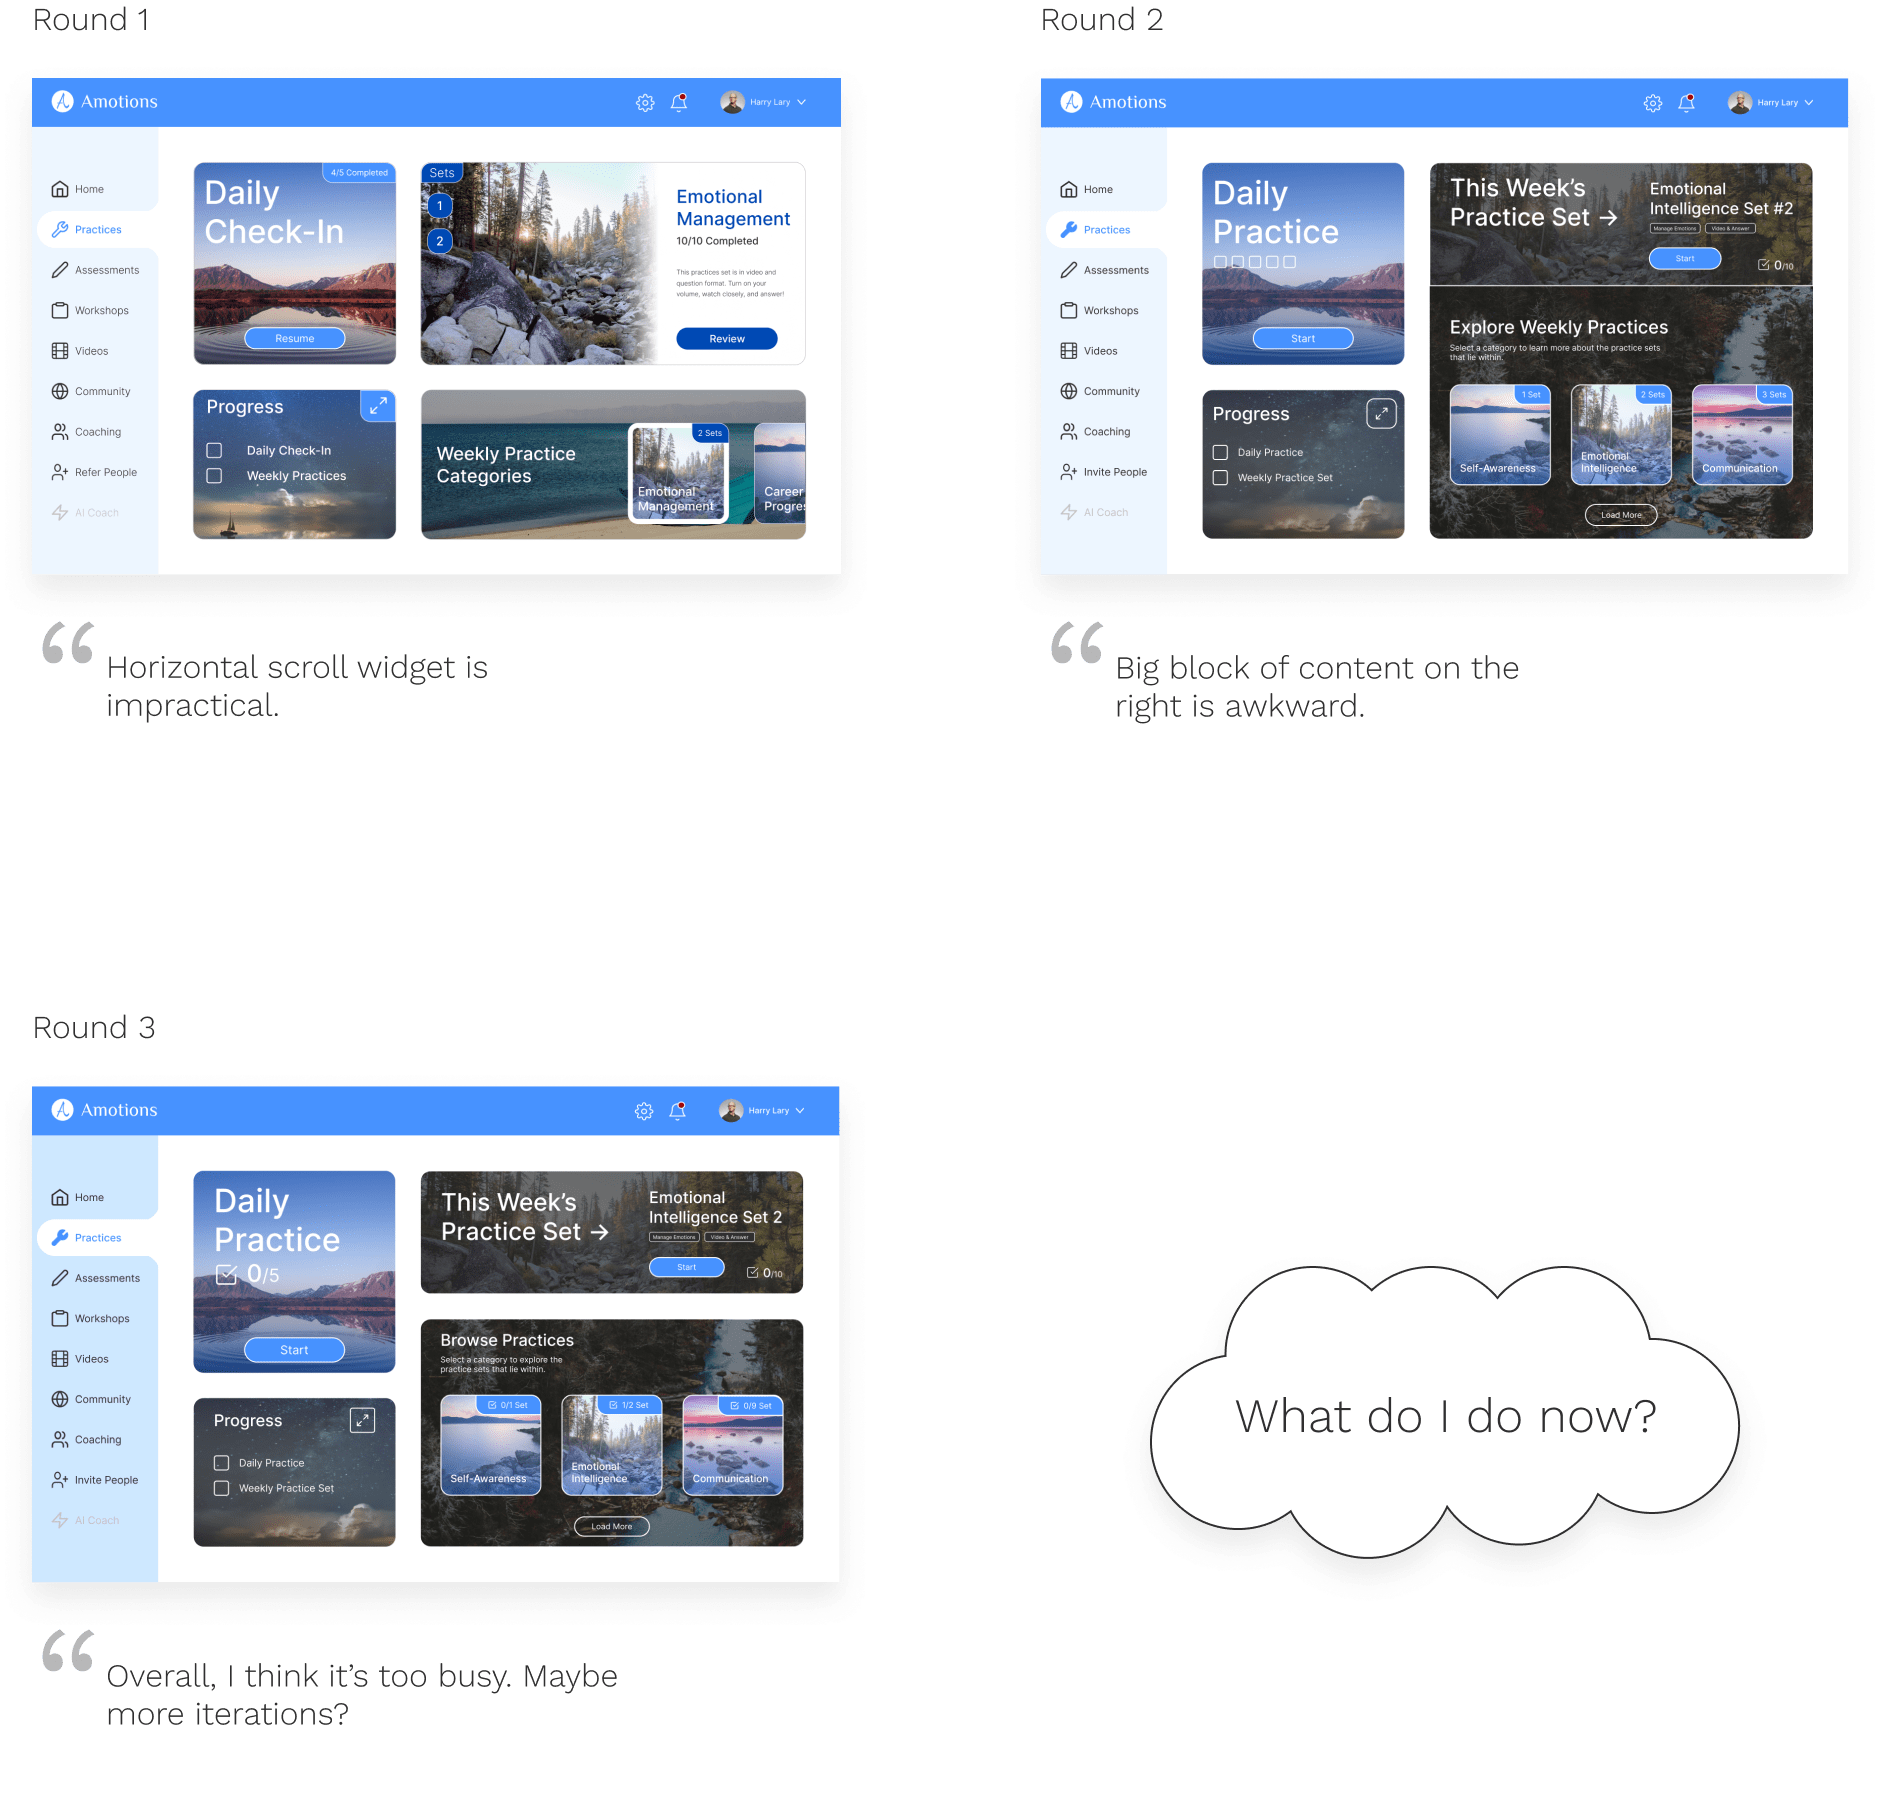 Round 1
Amotions
Harry Lary
Home
Practices
Assessments
Workshops
Videos
Community
Coaching
Refer People
AI Coach
4/5 Completed
Daily
Check-In
Resume
Sets
1
2
Emotional
Management
10/10 Completed
This practices set is in video and
question format. Turn on your
volume, watch closely, and answer!
Review
Progress
Daily Check-In
Weekly Practices
Weekly Practice
Categories
2 Sets
Emotional
Management
Career
Progres
“ Horizontal scroll widget is
impractical.
Round 2
Amotions
Harry Lary
Home
Practices
Assessments
Workshops
Videos
Community
Coaching
Invite People
AI Coach
Daily
Practice
Start
This Week's
Practice Set →
Emotional
Intelligence Set #2
Manage Emotions
Video & Answer
Start
0/10
Progress
Daily Practice
Weekly Practice Set
Explore Weekly Practices
Select a category to learn more about the practice sets
that lie within.
1 Set
Self-Awareness
2 Sets
Emotional
Intelligence
3 Sets
Communication
Load More
“ Big block of content on the
right is awkward.
Round 3
Amotions
Harry Lary
Home
Practices
Assessments
Workshops
Videos
Community
Coaching
Invite People
AI Coach
Daily
Practice
0/5
Start
This Week's
Practice Set →
Emotional
Intelligence Set 2
Manage Emotions
Video & Answer
Start
0/10
Progress
Daily Practice
Weekly Practice Set
Browse Practices
Select a category to explore the
practice sets that lie within.
0/1 Set
Self-Awareness
1/2 Set
Emotional
Intelligence
0/9 Set
Communication
Load More
“ Overall, I think it's too busy. Maybe
more iterations?
What do I do now?